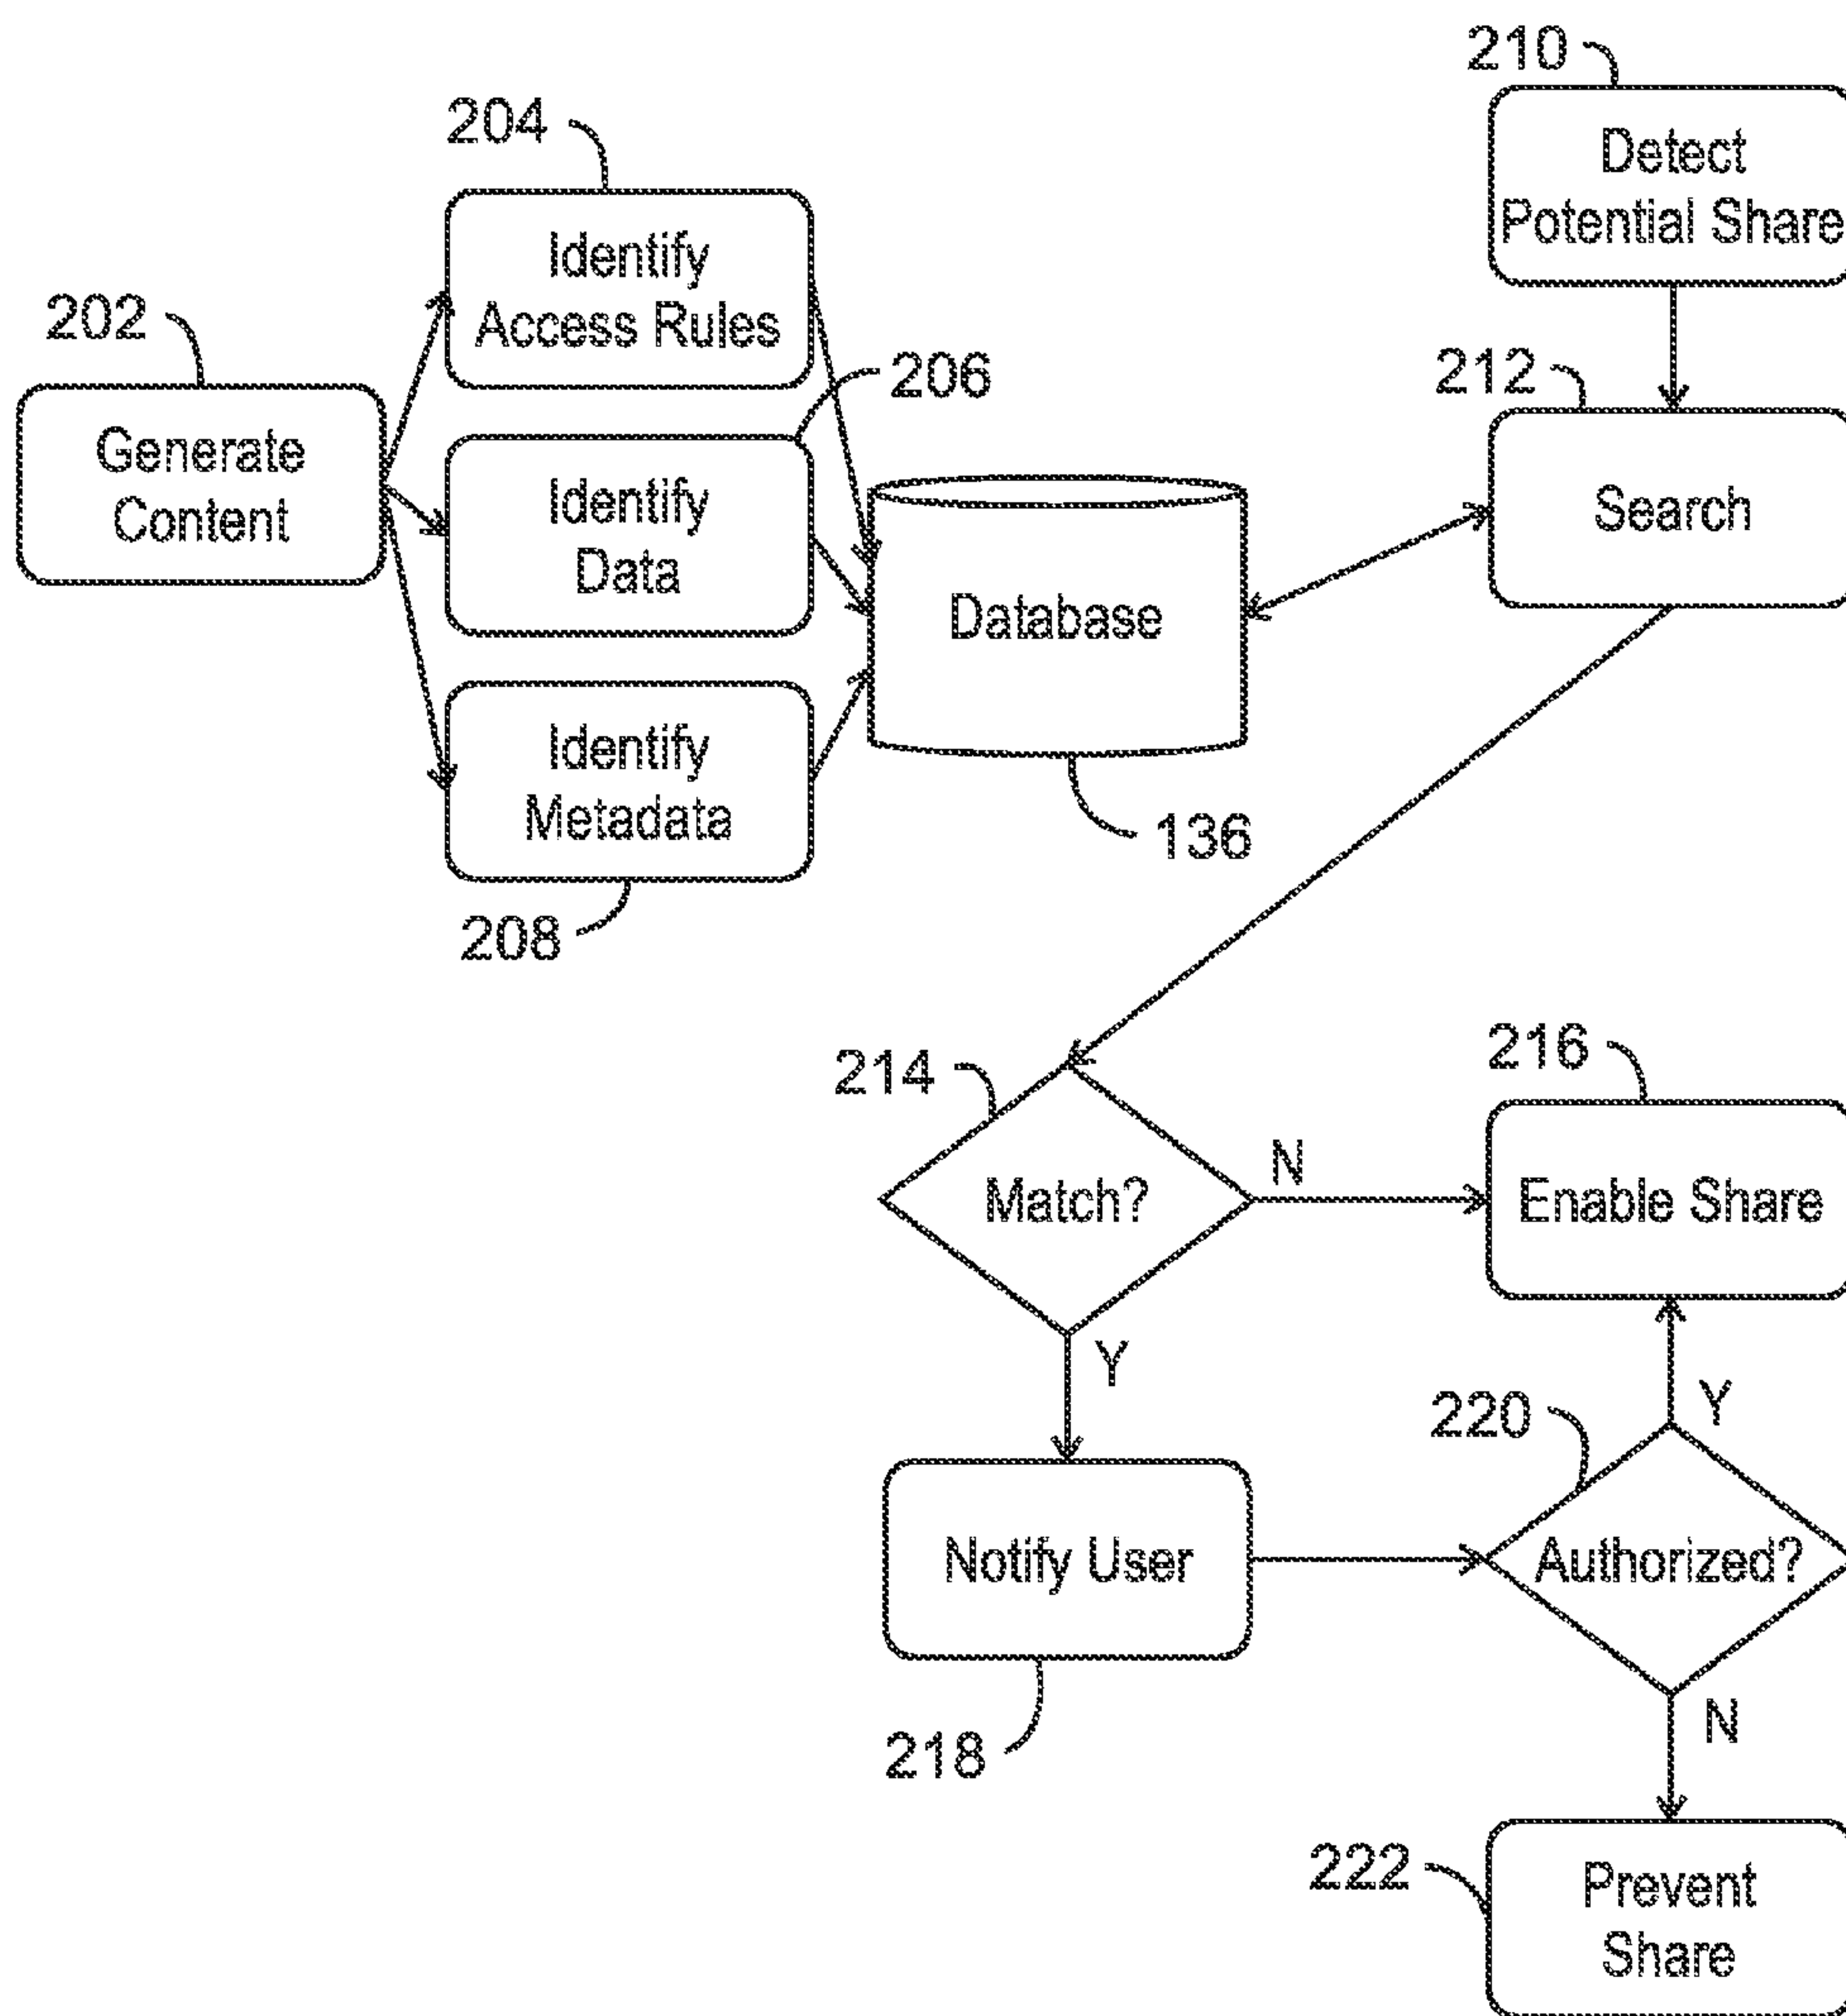 210
Detect
Potential Share
204
Identify
Access Rules
202
Generate
Content
206
Identify
Data
212
Search
Database
136
Identify
Metadata
208
214
Match?
N
Y
216
Enable Share
218
Notify User
220
Authorized?
Y
N
222
Prevent
Share